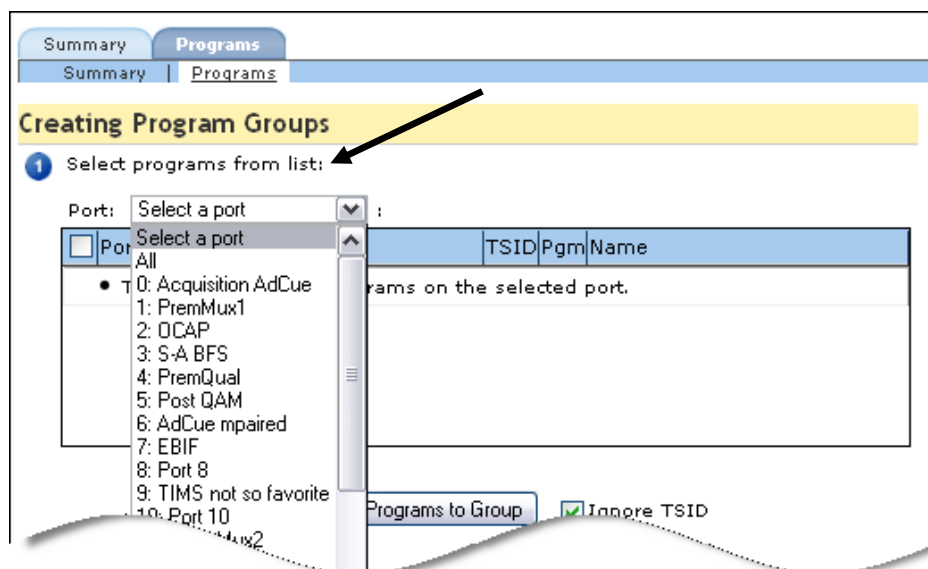 Summary Programs
Summary | Programs
Creating Program Groups
1 Select programs from list:
Port: Select a port :
Select a port
TSID Pgm Name
All
rams on the selected port.
0: Acquisition AdCue
1: PremMux1
2: OCAP
3: S-A BFS
4: PremQual
5: Post QAM
6: AdCue mpaired
7: EBIF
8: Port 8
9: TIMS not so favorite
10: Port 10
Programs to Group
Ignore TSID